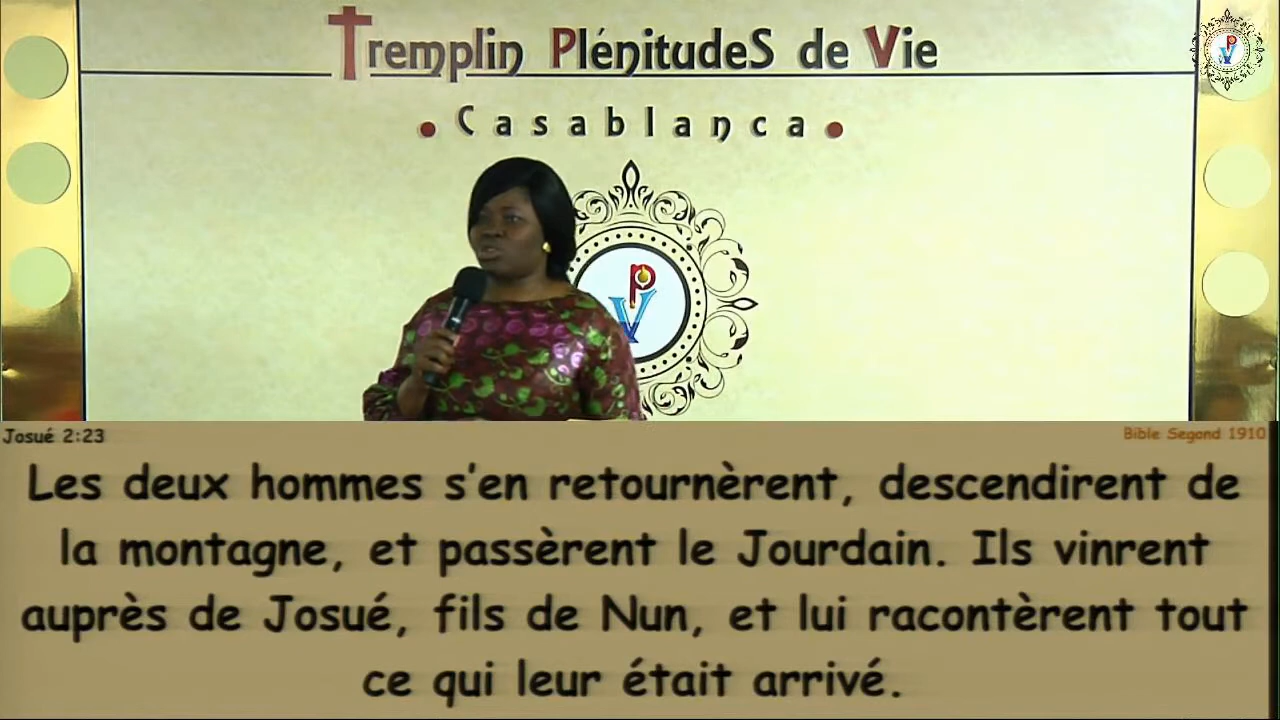 Tremplin PlénitudeS de Vie
• Casablanca •
PV
PV
Josué 2:23
Bible Segond 1910
Les deux hommes s'en retournèrent, descendirent de
la montagne, et passèrent le Jourdain. Ils vinrent
auprès de Josué, fils de Nun, et lui racontèrent tout
ce qui leur était arrivé.